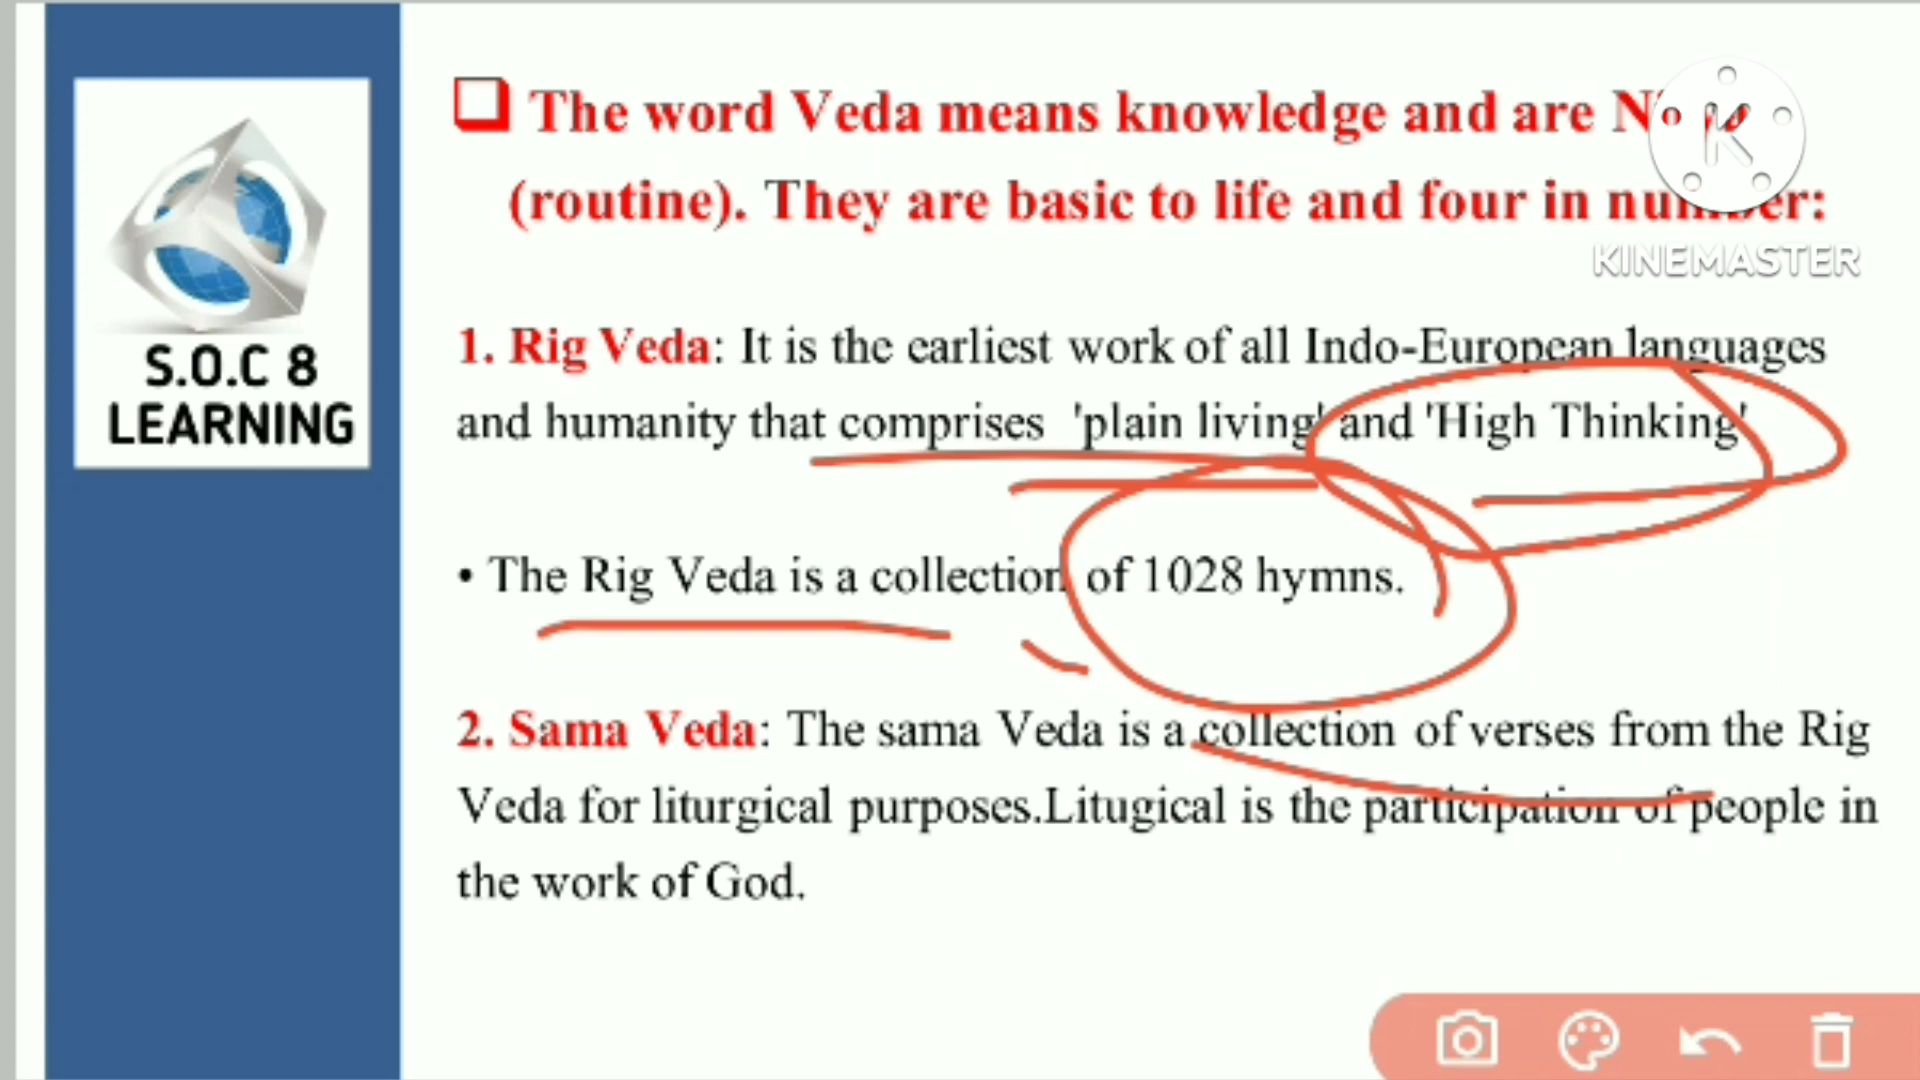 The word Veda means knowledge and are
(routine). They are basic to life and four in number:
KINEMASTER
1. Rig Veda: It is the earliest work of all Indo-European languages
and humanity that comprises 'plain living' and 'High Thinking'
• The Rig Veda is a collection of 1028 hymns.
2. Sama Veda: The sama Veda is a collection of verses from the Rig
Veda for liturgical purposes.Litugical is the participation of people in
the work of God.
S.O.C 8
LEARNING